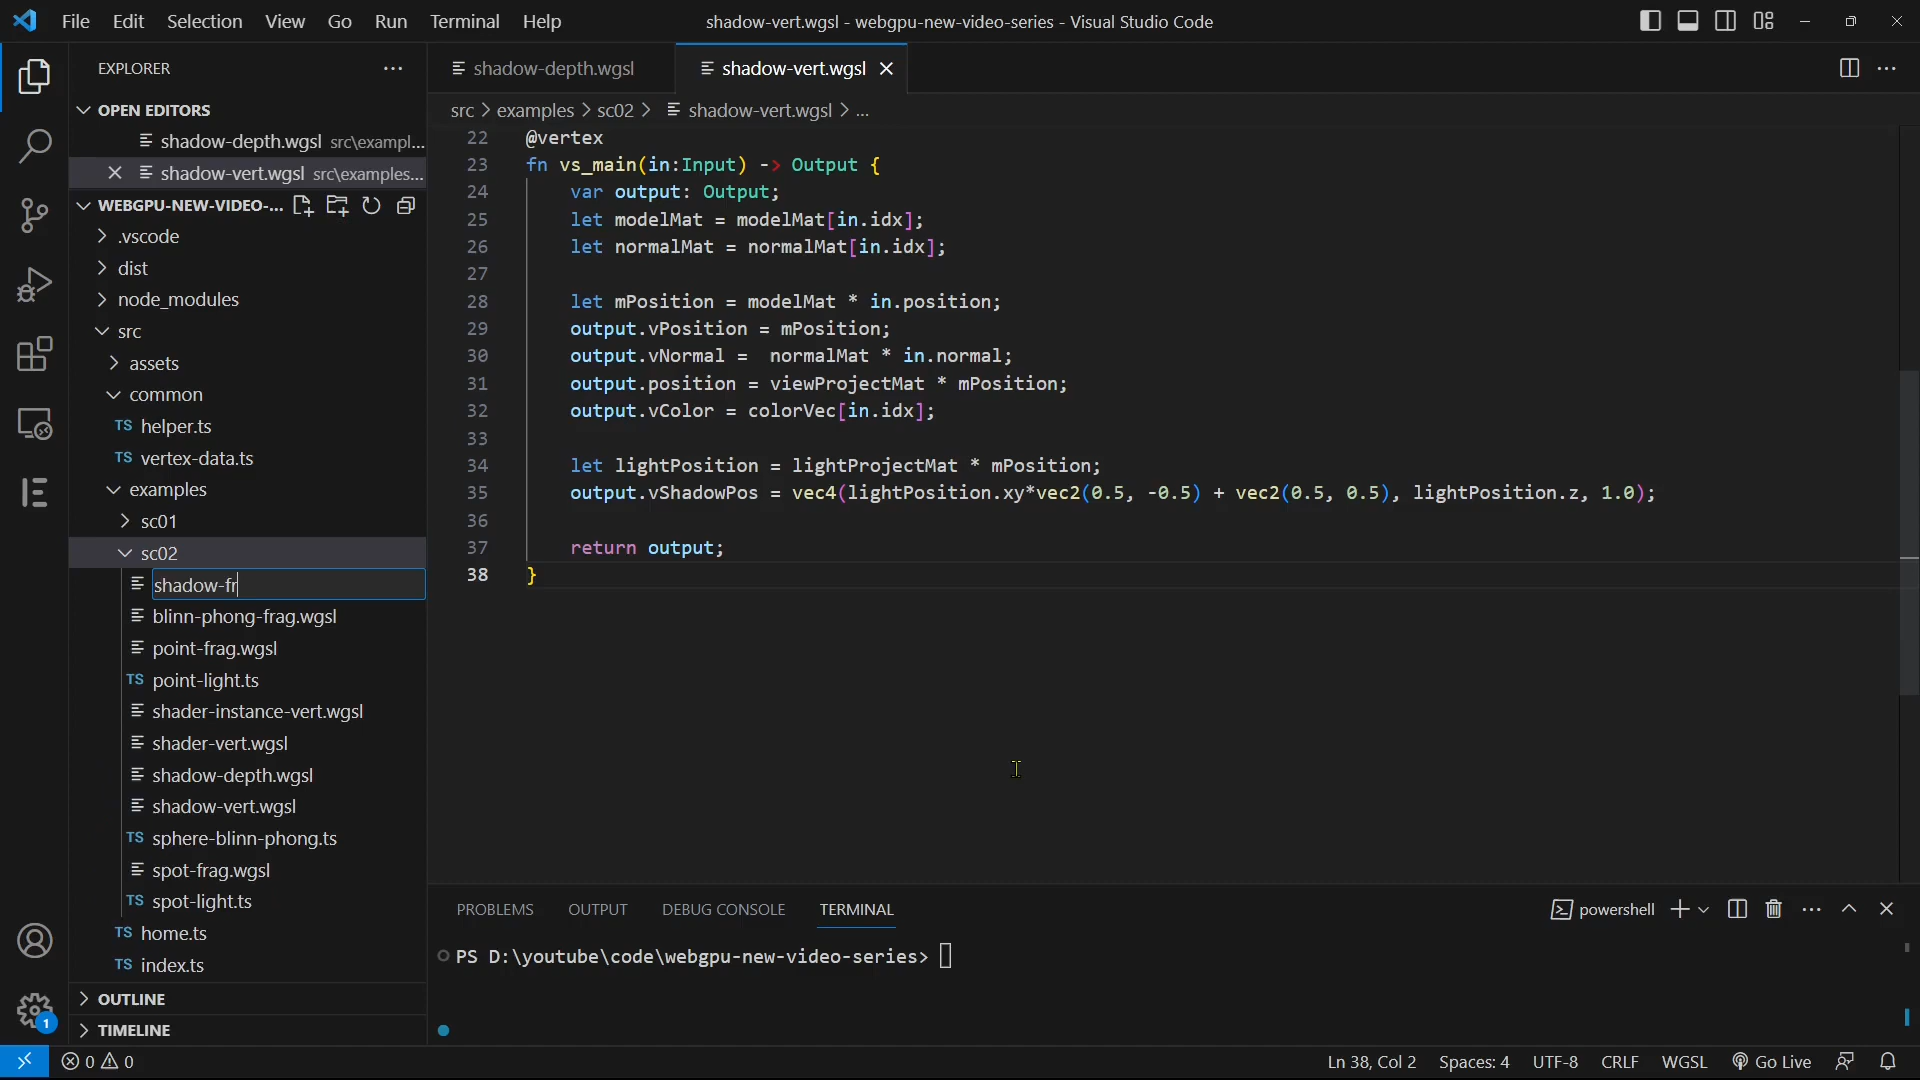 File Edit Selection View Go Run Terminal Help
shadow-vert.wgsl - webgpu-new-video-series - Visual Studio Code
EXPLORER
OPEN EDITORS
shadow-depth.wgsl src\exampl...
shadow-vert.wgsl src\examples...
WEBGPU-NEW-VIDEO-...
.vscode
dist
node_modules
src
assets
common
TS helper.ts
TS vertex-data.ts
examples
sc01
sc02
shadow-fr
blinn-phong-frag.wgsl
point-frag.wgsl
TS point-light.ts
shader-instance-vert.wgsl
shader-vert.wgsl
shadow-depth.wgsl
shadow-vert.wgsl
TS sphere-blinn-phong.ts
spot-frag.wgsl
TS spot-light.ts
TS home.ts
TS index.ts
OUTLINE
TIMELINE
1
shadow-depth.wgsl shadow-vert.wgsl
src > examples > sc02 > shadow-vert.wgsl > ...
22 @vertex
23 fn vs_main(in:Input) -> Output {
24 var output: Output;
25 let modelMat = modelMat[in.idx];
26 let normalMat = normalMat[in.idx];
27
28 let mPosition = modelMat * in.position;
29 output.vPosition = mPosition;
30 output.vNormal =  normalMat * in.normal;
31 output.position = viewProjectMat * mPosition;
32 output.vColor = colorVec[in.idx];
33
34 let lightPosition = lightProjectMat * mPosition;
35 output.vShadowPos = vec4(lightPosition.xy*vec2(0.5, -0.5) + vec2(0.5, 0.5), lightPosition.z, 1.0);
36
37 return output;
38 }
PROBLEMS OUTPUT DEBUG CONSOLE TERMINAL
powershell
PS D:\youtube\code\webgpu-new-video-series>
0 0
Ln 38, Col 2 Spaces: 4 UTF-8 CRLF WGSL Go Live